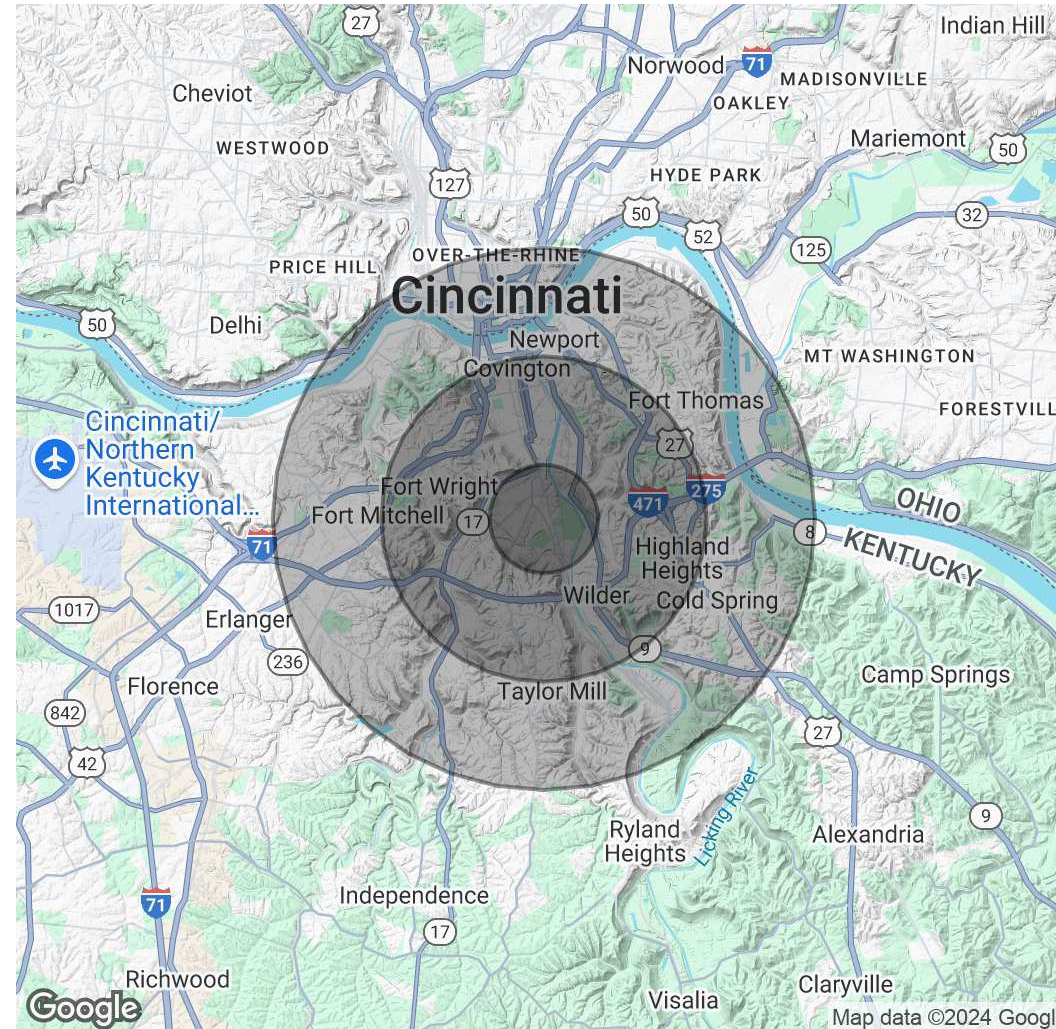 27
Indian Hill
Norwood
71
MADISONVILLE
Cheviot
OAKLEY
Mariemont
50
WESTWOOD
HYDE PARK
127
50
32
52
125
OVER-THE-RHINE
PRICE HILL
Cincinnati
50
Delhi
Newport
Covington
MT WASHINGTON
Fort Thomas
FORESTVILL
Cincinnati/
Northern
Kentucky
International...
27
Fort Wright
471
275
OHIO
Fort Mitchell
17
8
KENTUCKY
71
Highland
Heights
Wilder
Cold Spring
1017
Erlanger
9
236
Camp Springs
Florence
Taylor Mill
842
27
42
Licking River
9
Ryland
Heights
Alexandria
Independence
71
17
Richwood
Claryville
Visalia
Google
Map data ©2024 Googl